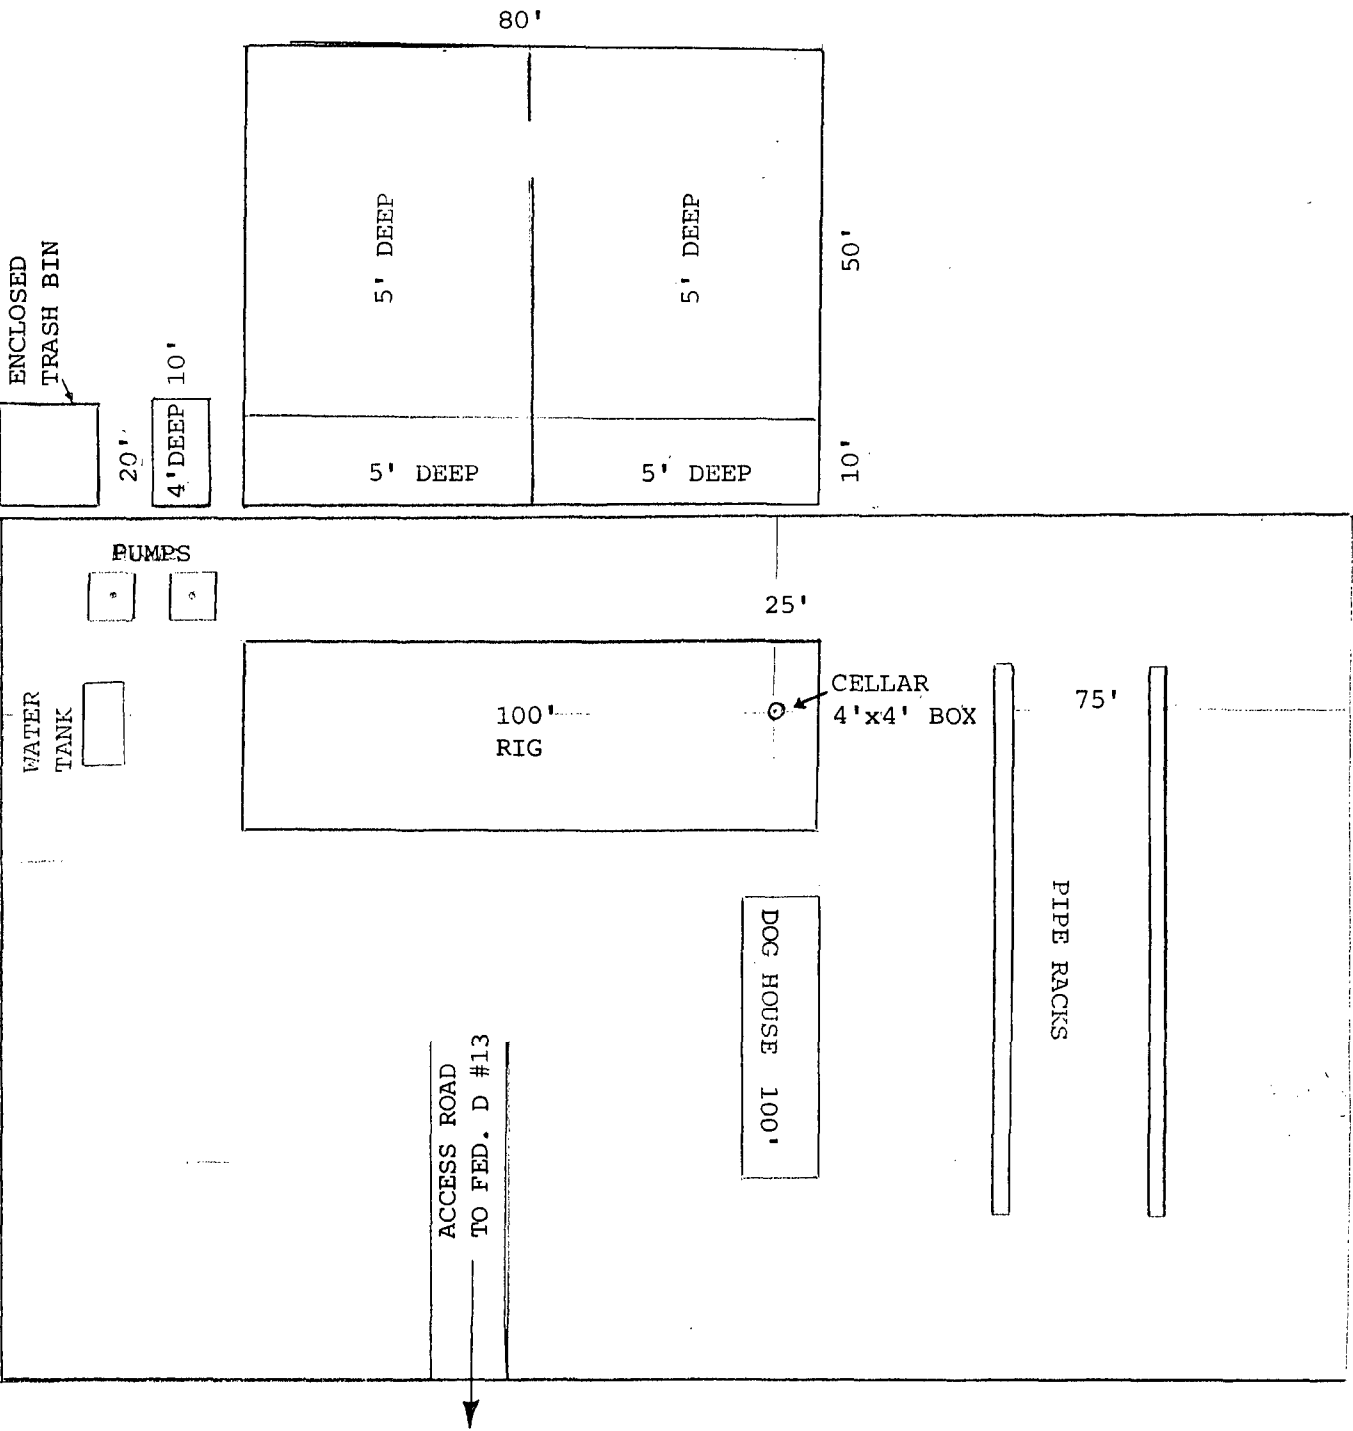 80'
5' DEEP
5' DEEP
50'
ENCLOSED
TRASH BIN
20'
4'DEEP
10'
5' DEEP
5' DEEP
10'
PUMPS
25'
WATER
TANK
100'
RIG
CELLAR
4'x4' BOX
75'
PIPE RACKS
DOG HOUSE 100'
ACCESS ROAD
TO FED. D #13